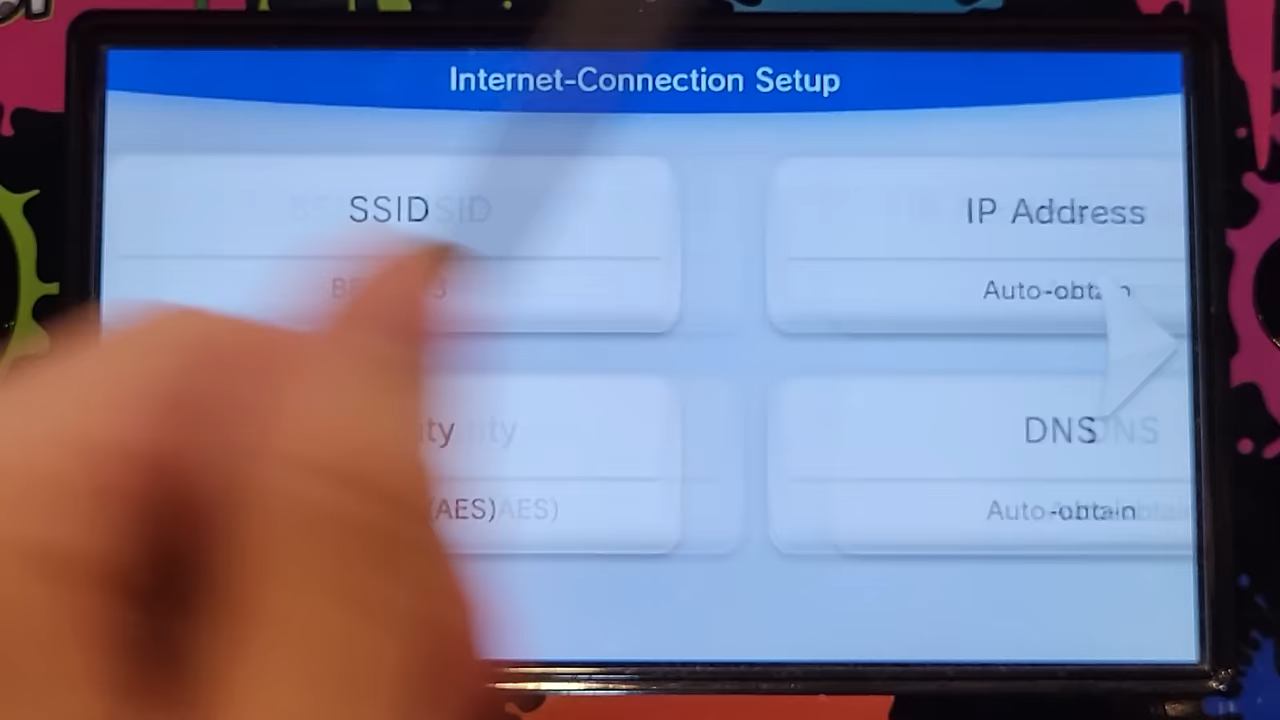 Internet-Connection Setup
SSID
IP Address
Auto-obtain
DNS
(AES)
Auto-obtain